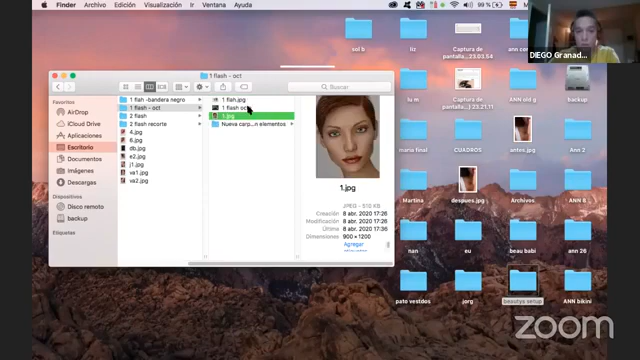 Finder Archivo Edición Visualización Ir Ventana Ayuda
99 %
DIEGO Granad...
sol b
liz
Captura de pantalla... 23.03.54
ann con
1 flash - oct
Buscar
Favoritos
AirDrop
iCloud Drive
Aplicaciones
Escritorio
Documentos
Imágenes
Descargas
Dispositivos
Disco remoto
backup
Etiquetas
1 flah -bandera negro
1 flash - oct
2 flash
2 flash recorte
4.jpg
6.jpg
db.jpg
e2.jpg
j1.jpg
va1.jpg
va2.jpg
1 flah.jpg
1 flash oc
1.jpg
Nueva carp...n elementos
1.jpg
JPEG - 510 KB
Creación 8 abr. 2020 17:26
Modificación 8 abr. 2020 17:26
Última 8 abr. 2020 17:36
Dimensiones 900 × 1200
Agregar
lu m
Captura de pantalla... 23.21.11
ANN old g
backup
maria final
CUADROS
antes.jpg
Ann 2
Martina
despues.jpg
Archivos
ANN 8
nan
eu
beau babi
ann 26
pato vestdos
jorg
beautys setup
ANN bikini
zoom